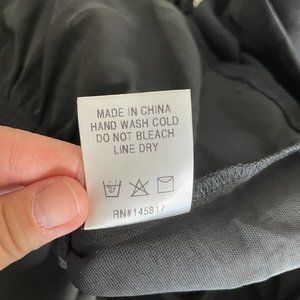 MADE IN CHINA
HAND WASH COLD
DO NOT BLEACH
LINE DRY
RN#145817